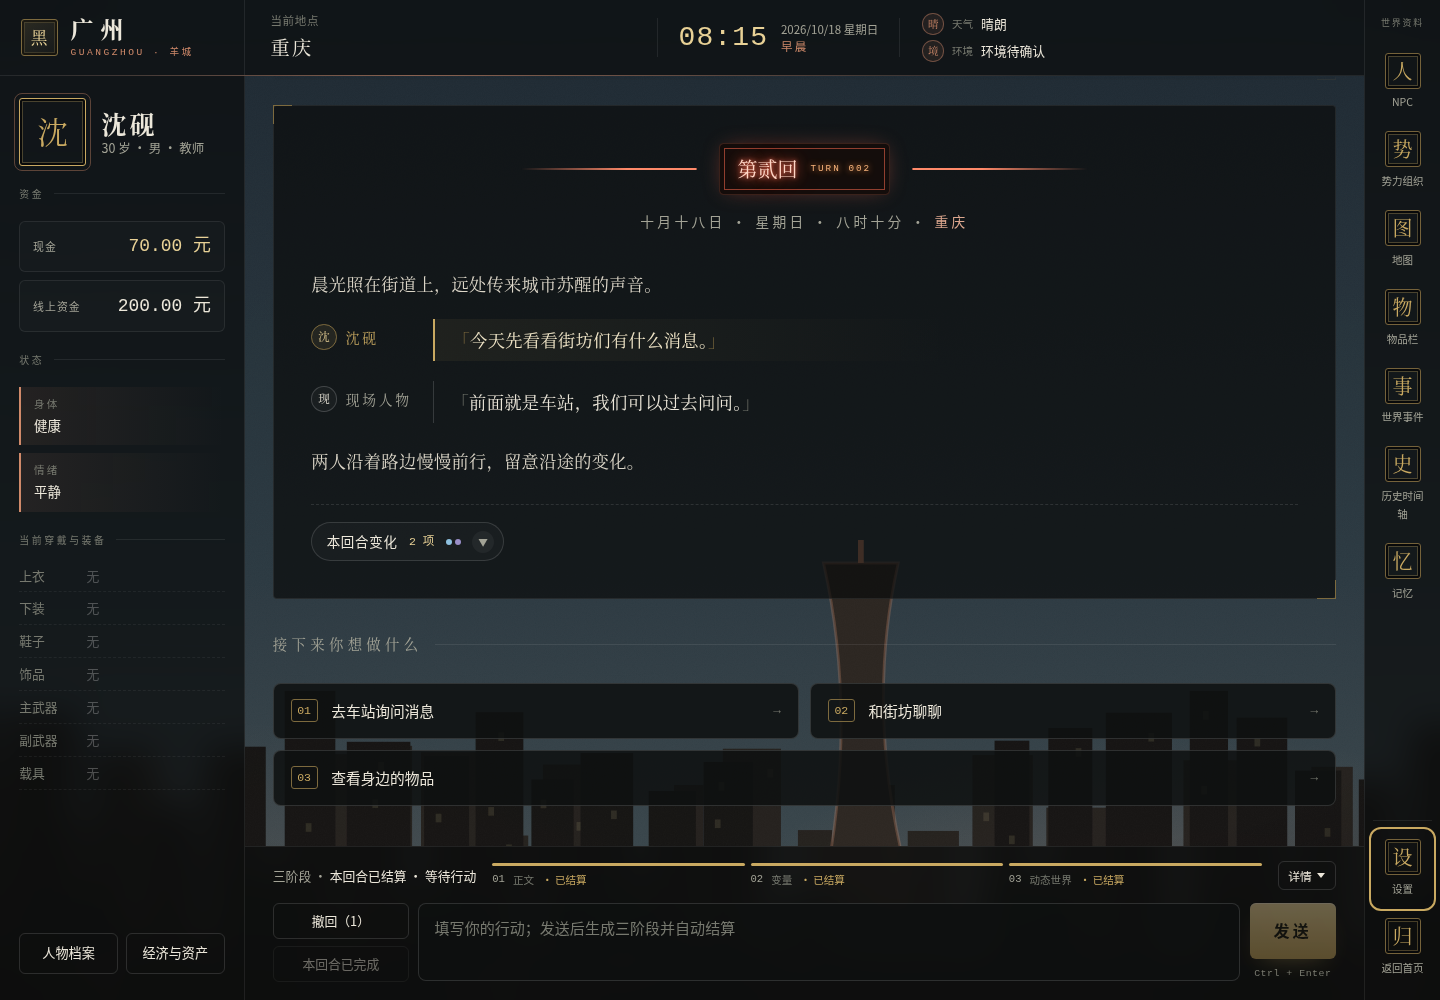 黑
广州
GUANGZHOU · 羊城
当前地点
重庆
08:15
2026/10/18 星期日
早晨
晴 天气 晴朗
境 环境 环境待确认
沈
沈砚
30 岁 · 男 · 教师
资金
现金 70.00 元
线上资金 200.00 元
状态
身体
健康
情绪
平静
当前穿戴与装备
上衣 无
下装 无
鞋子 无
饰品 无
主武器 无
副武器 无
载具 无
人物档案 经济与资产
第贰回 TURN 002
十月十八日 · 星期日 · 八时十分 · 重庆
晨光照在街道上，远处传来城市苏醒的声音。
沈 沈砚 「今天先看看街坊们有什么消息。」
现 现场人物 「前面就是车站，我们可以过去问问。」
两人沿着路边慢慢前行，留意沿途的变化。
本回合变化 2 项 ▼
接下来你想做什么
01 去车站询问消息 →
02 和街坊聊聊 →
03 查看身边的物品 →
三阶段 · 本回合已结算 · 等待行动
01 正文 · 已结算
02 变量 · 已结算
03 动态世界 · 已结算
详情
撤回（1）
本回合已完成
填写你的行动；发送后生成三阶段并自动结算
发送
Ctrl + Enter
世界资料
人
NPC
势
势力组织
图
地图
物
物品栏
事
世界事件
史
历史时间
轴
忆
记忆
设
设置
归
返回首页